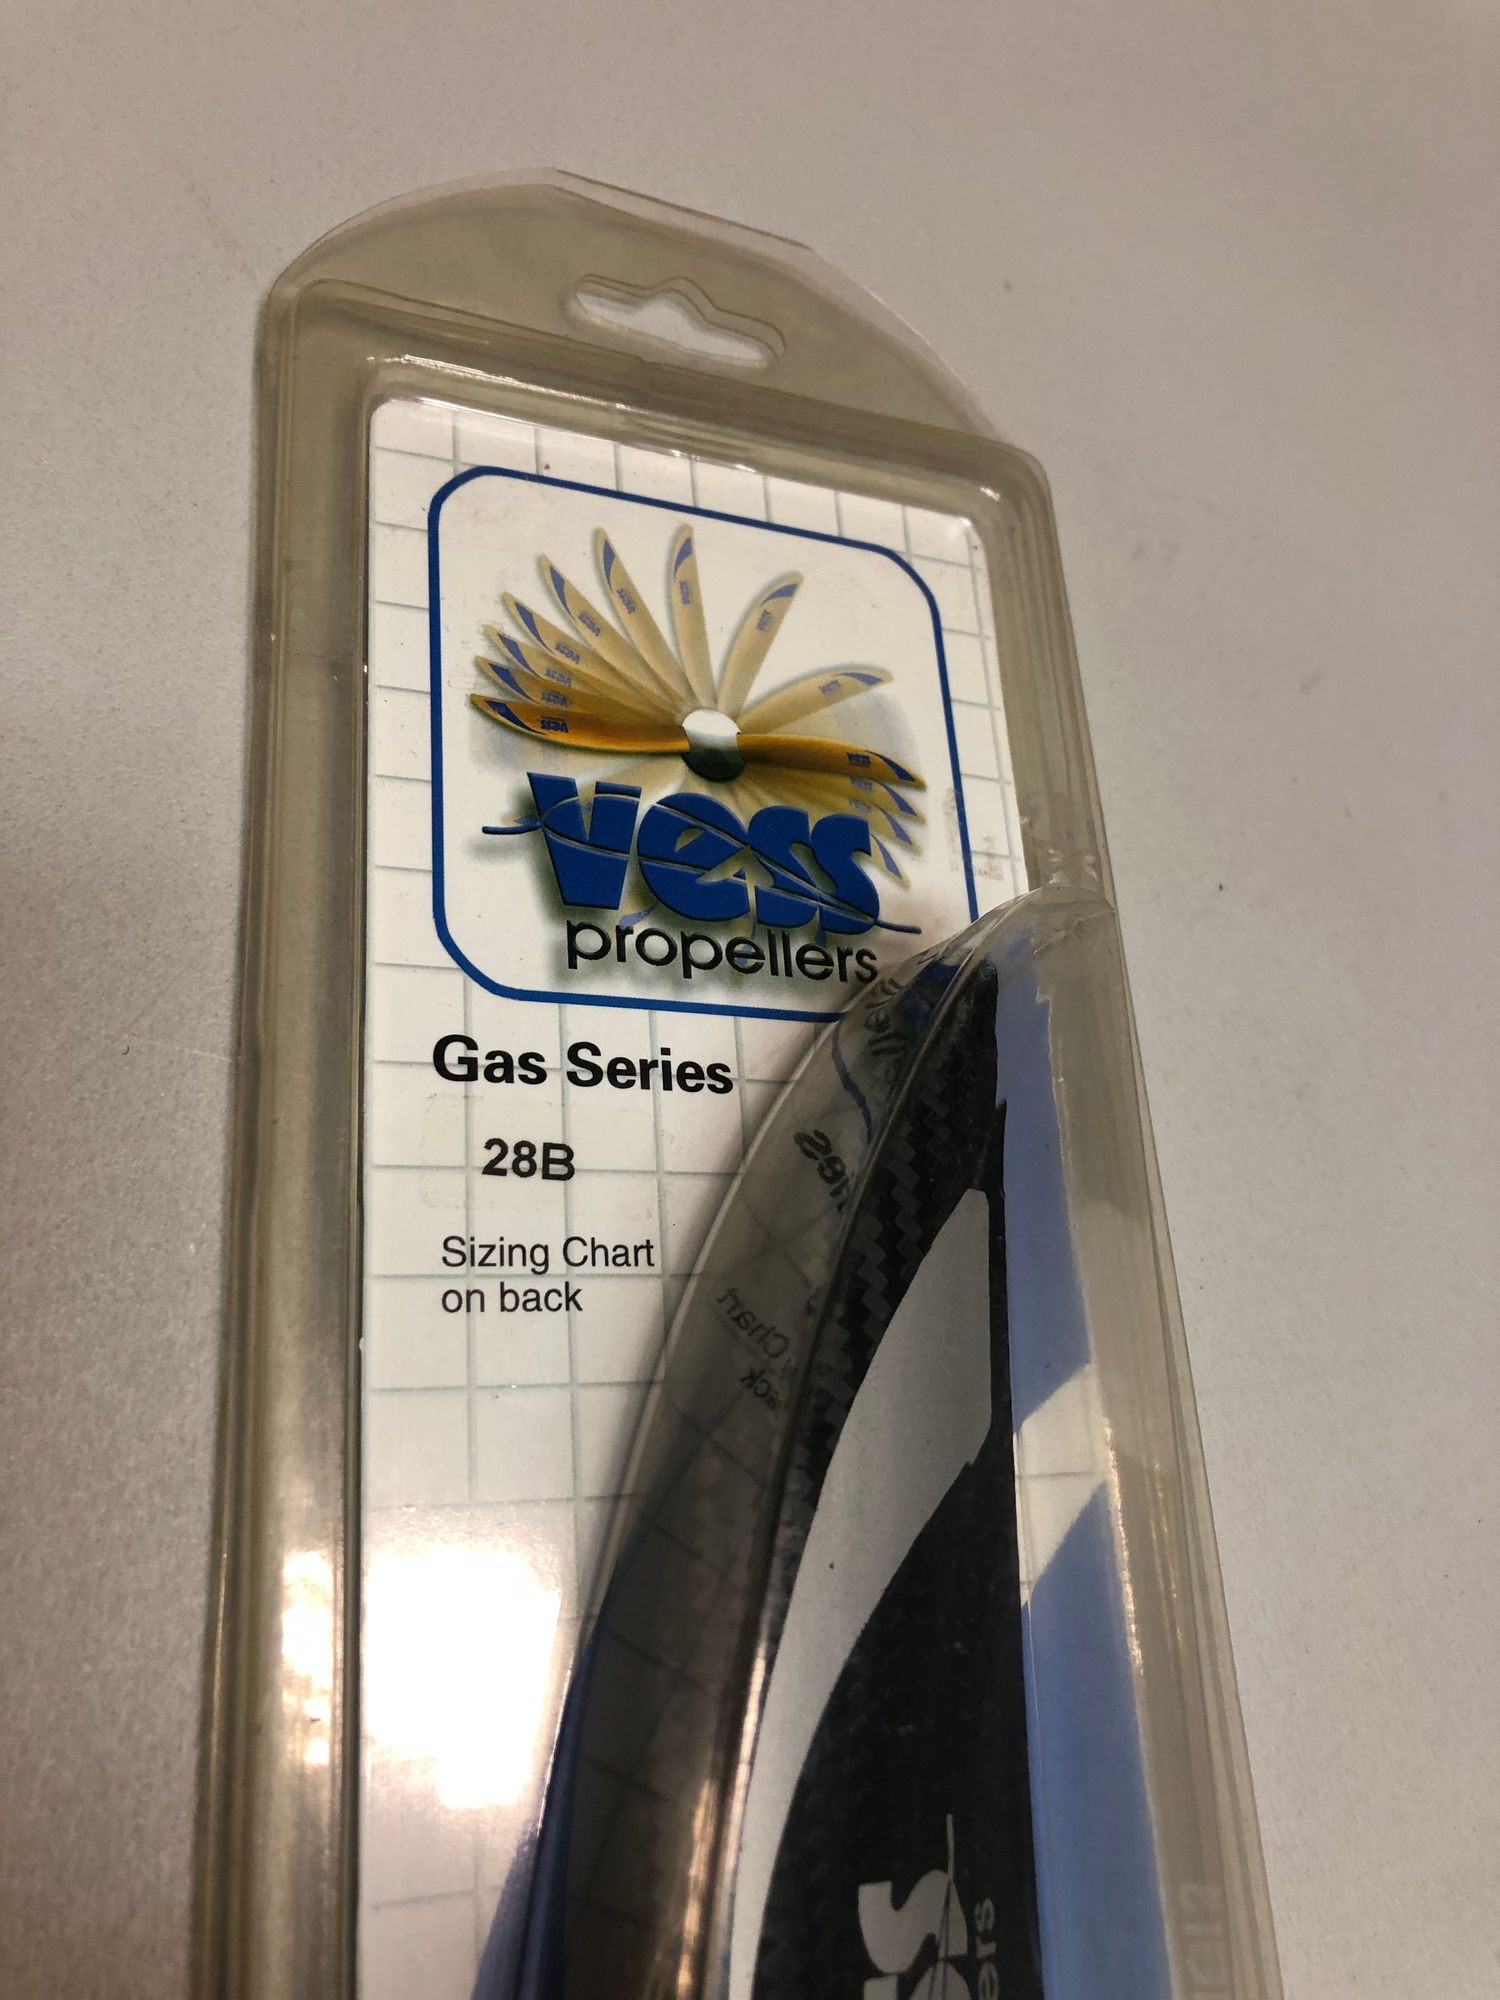 vess
propellers
Gas Series
28B
Sizing Chart
on back